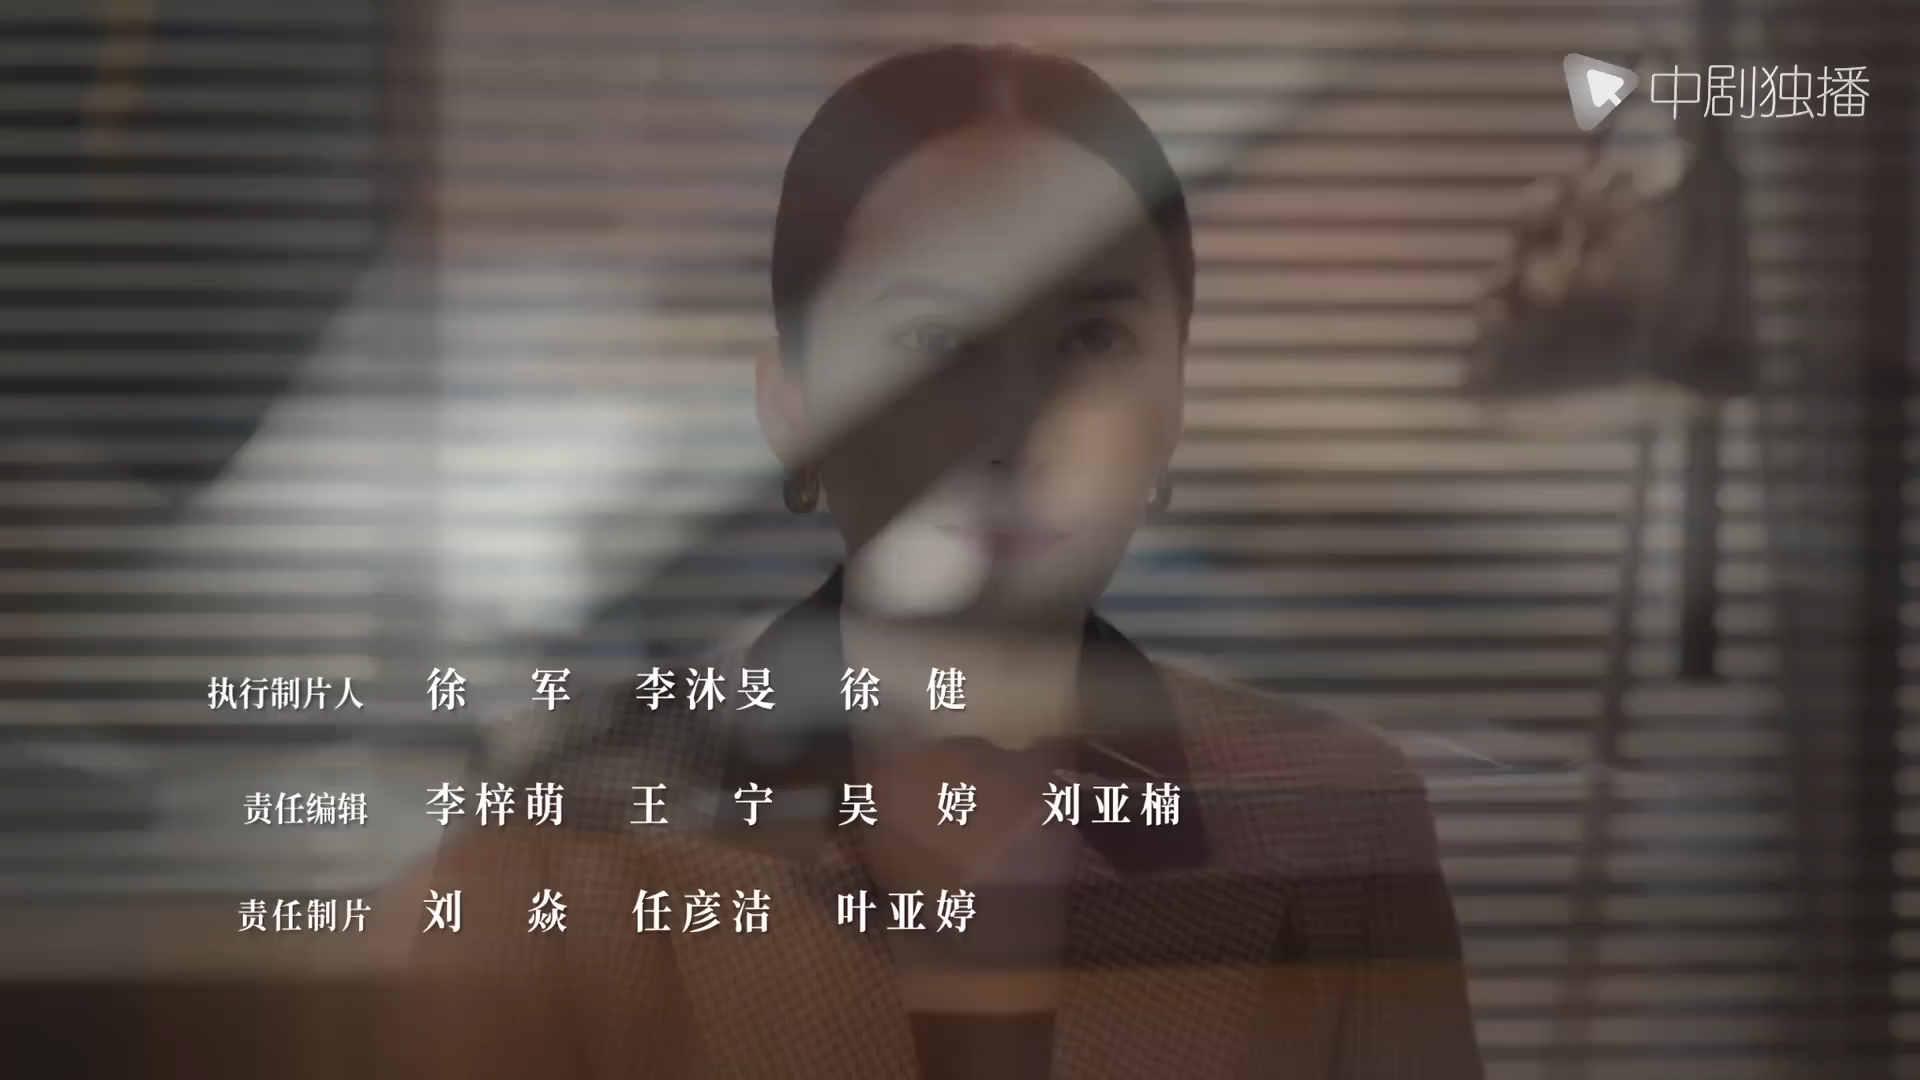 中剧独播
执行制片人 徐 军 李沐旻 徐 健
责任编辑 李梓萌 王 宁 吴 婷 刘亚楠
责任制片 刘 焱 任彦洁 叶亚婷